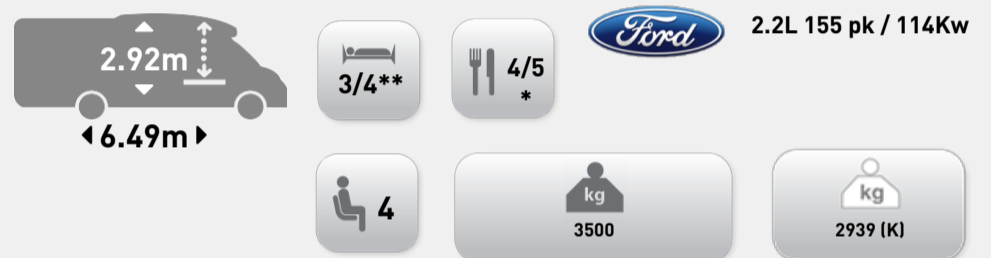 2.92m
6.49m
3/4**
4/5
*
Ford
2.2L 155 pk / 114Kw
4
kg
3500
kg
2939 (K)